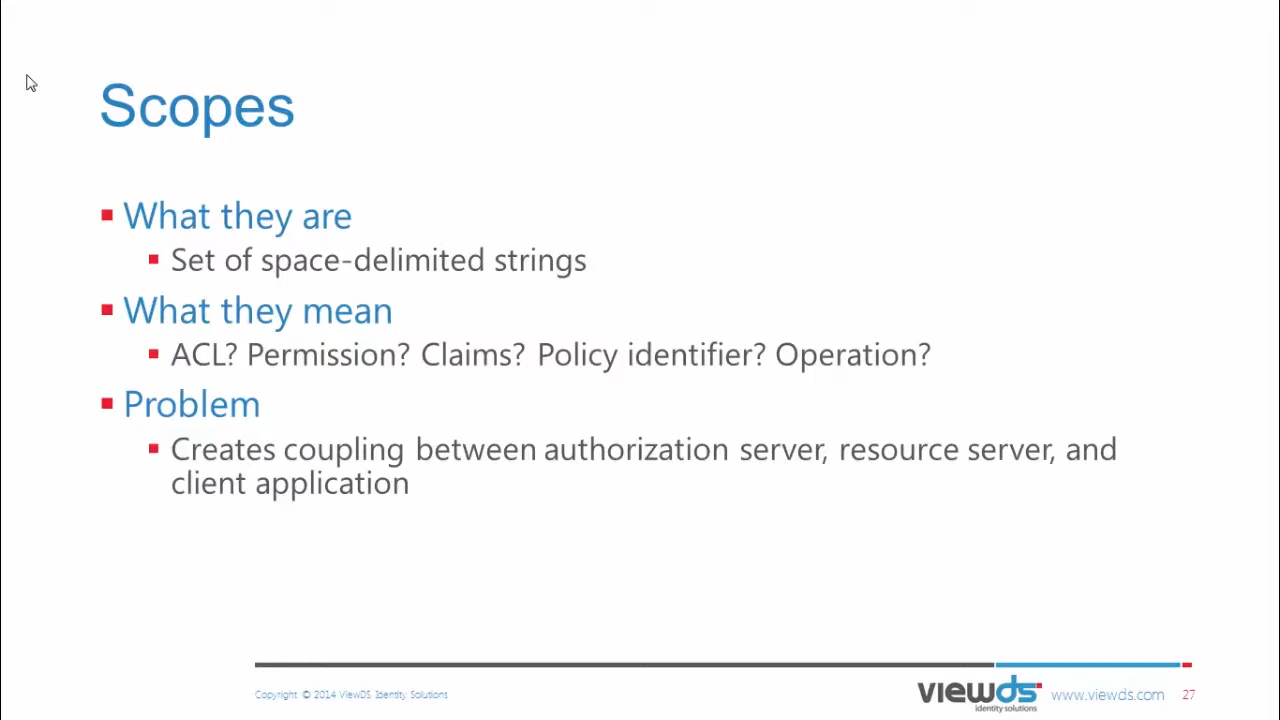 Scopes
What they are
Set of space-delimited strings
What they mean
ACL? Permission? Claims? Policy identifier? Operation?
Problem
Creates coupling between authorization server, resource server, and
client application
Copyright © 2014 ViewDS Identity Solutions
viewds
identity solutions
www.viewds.com
27